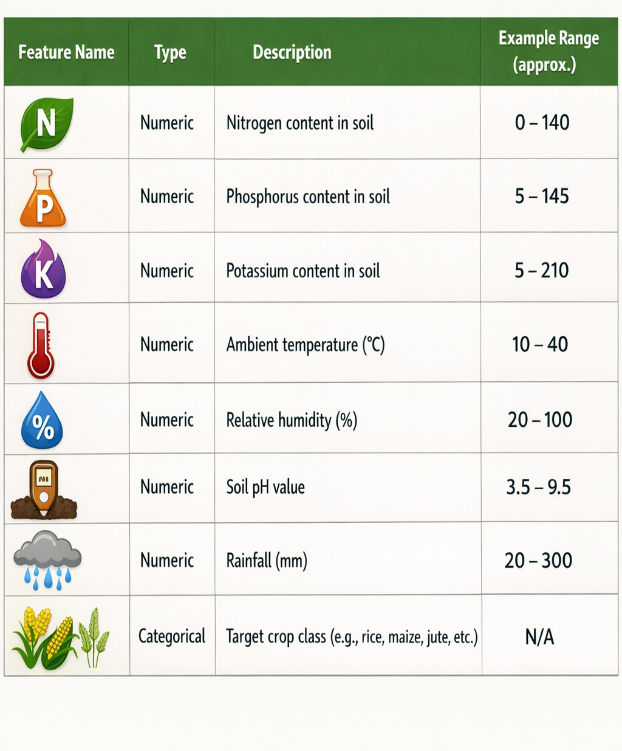 Feature Name Type Description Example Range (approx.)
N Numeric Nitrogen content in soil 0 – 140
P Numeric Phosphorus content in soil 5 – 145
K Numeric Potassium content in soil 5 – 210
Numeric Ambient temperature (°C) 10 – 40
% Numeric Relative humidity (%) 20 – 100
Numeric Soil pH value 3.5 – 9.5
Numeric Rainfall (mm) 20 – 300
Categorical Target crop class (e.g., rice, maize, jute, etc.) N/A